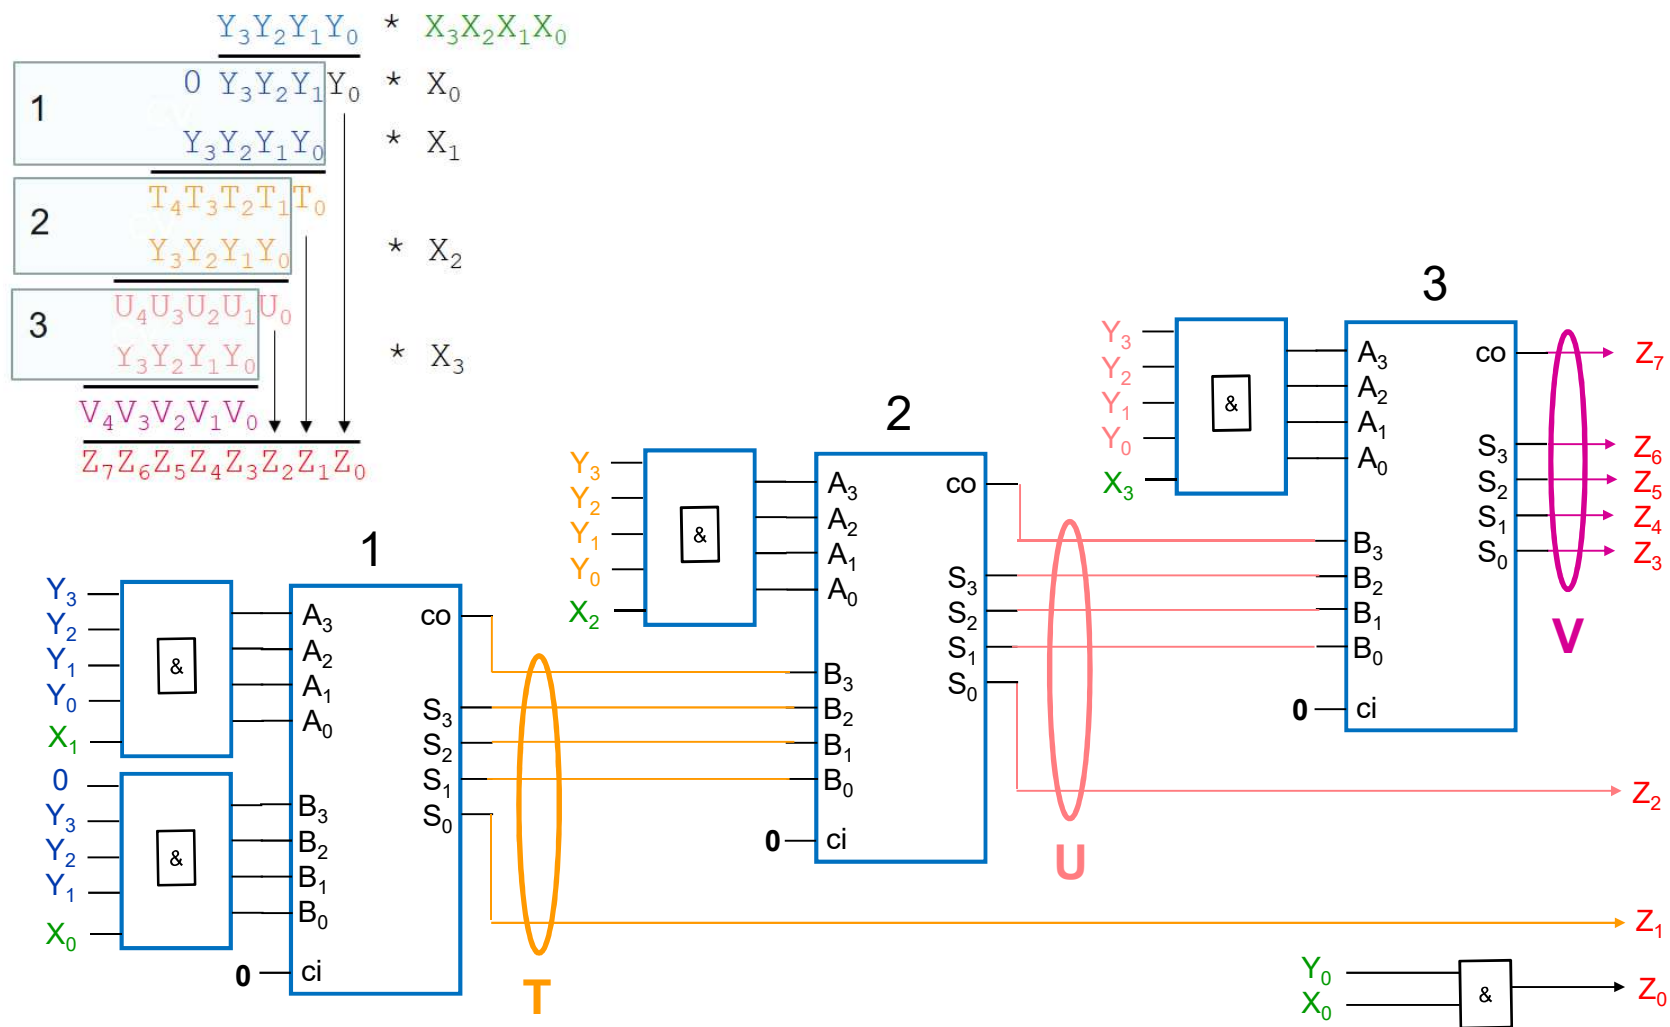 Y₃Y₂Y₁Y₀ * X₃X₂X₁X₀
1
0 Y₃Y₂Y₁Y₀ * X₀
Y₃Y₂Y₁Y₀ * X₁
2
T₄T₃T₂T₁T₀
Y₃Y₂Y₁Y₀ * X₂
3
U₄U₃U₂U₁U₀
Y₃Y₂Y₁Y₀ * X₃
V₄V₃V₂V₁V₀
Z₇Z₆Z₅Z₄Z₃Z₂Z₁Z₀
1
Y₃
Y₂
Y₁
Y₀
X₁
&
0
Y₃
Y₂
Y₁
X₀
&
A₃
A₂
A₁
A₀
B₃
B₂
B₁
B₀
0 ci
co
S₃
S₂
S₁
S₀
T
2
Y₃
Y₂
Y₁
Y₀
X₂
&
A₃
A₂
A₁
A₀
B₃
B₂
B₁
B₀
0 ci
co
S₃
S₂
S₁
S₀
U
3
Y₃
Y₂
Y₁
Y₀
X₃
&
A₃
A₂
A₁
A₀
B₃
B₂
B₁
B₀
0 ci
co
S₃
S₂
S₁
S₀
V
Z₇
Z₆
Z₅
Z₄
Z₃
Z₂
Z₁
Y₀
X₀
&
Z₀